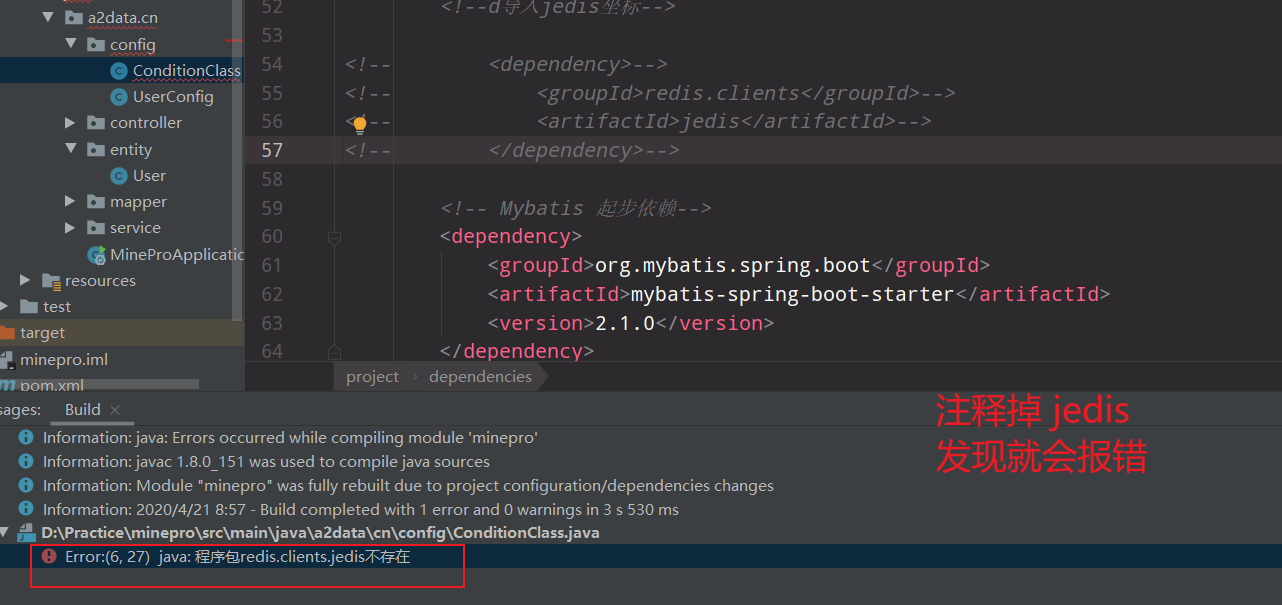 a2data.cn
config
ConditionClass
UserConfig
controller
entity
User
mapper
service
MineProApplicatio
resources
test
target
minepro.iml
pom.xml
52 <!--d导入jedis坐标-->
53
54 <!-- <dependency>-->
55 <!-- <groupId>redis.clients</groupId>-->
56 <!-- <artifactId>jedis</artifactId>-->
57 <!-- </dependency>-->
58
59 <!-- Mybatis 起步依赖-->
60 <dependency>
61 <groupId>org.mybatis.spring.boot</groupId>
62 <artifactId>mybatis-spring-boot-starter</artifactId>
63 <version>2.1.0</version>
64 </dependency>
project › dependencies
sages: Build ×
注释掉 jedis
发现就会报错
Information: java: Errors occurred while compiling module 'minepro'
Information: javac 1.8.0_151 was used to compile java sources
Information: Module "minepro" was fully rebuilt due to project configuration/dependencies changes
Information: 2020/4/21 8:57 - Build completed with 1 error and 0 warnings in 3 s 530 ms
D:\Practice\minepro\src\main\java\a2data\cn\config\ConditionClass.java
Error:(6, 27) java: 程序包redis.clients.jedis不存在